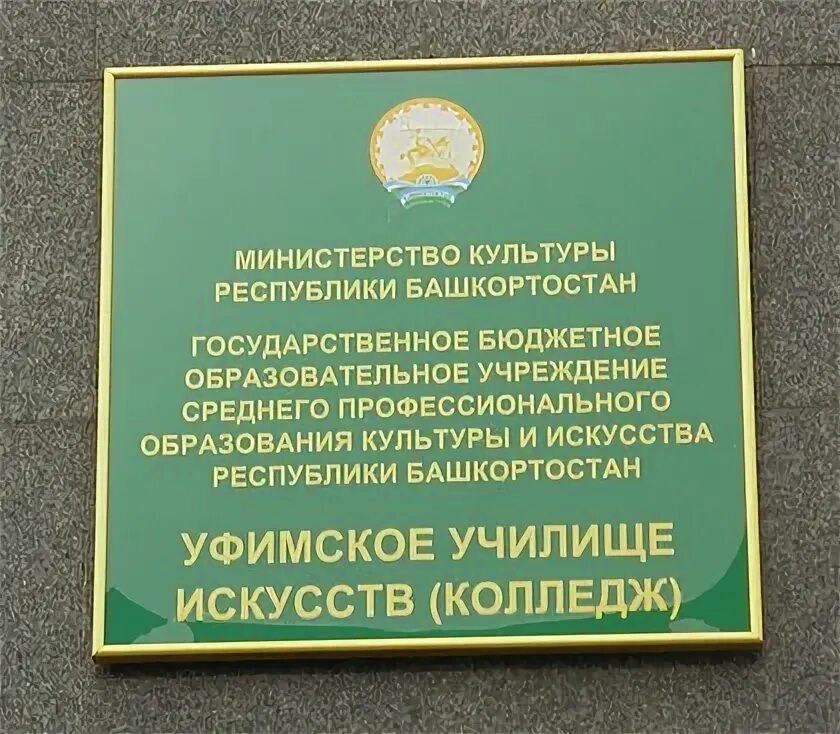 МИНИСТЕРСТВО КУЛЬТУРЫ
РЕСПУБЛИКИ БАШКОРТОСТАН
ГОСУДАРСТВЕННОЕ БЮДЖЕТНОЕ
ОБРАЗОВАТЕЛЬНОЕ УЧРЕЖДЕНИЕ
СРЕДНЕГО ПРОФЕССИОНАЛЬНОГО
ОБРАЗОВАНИЯ КУЛЬТУРЫ И ИСКУССТВА
РЕСПУБЛИКИ БАШКОРТОСТАН
УФИМСКОЕ УЧИЛИЩЕ
ИСКУССТВ (КОЛЛЕДЖ)